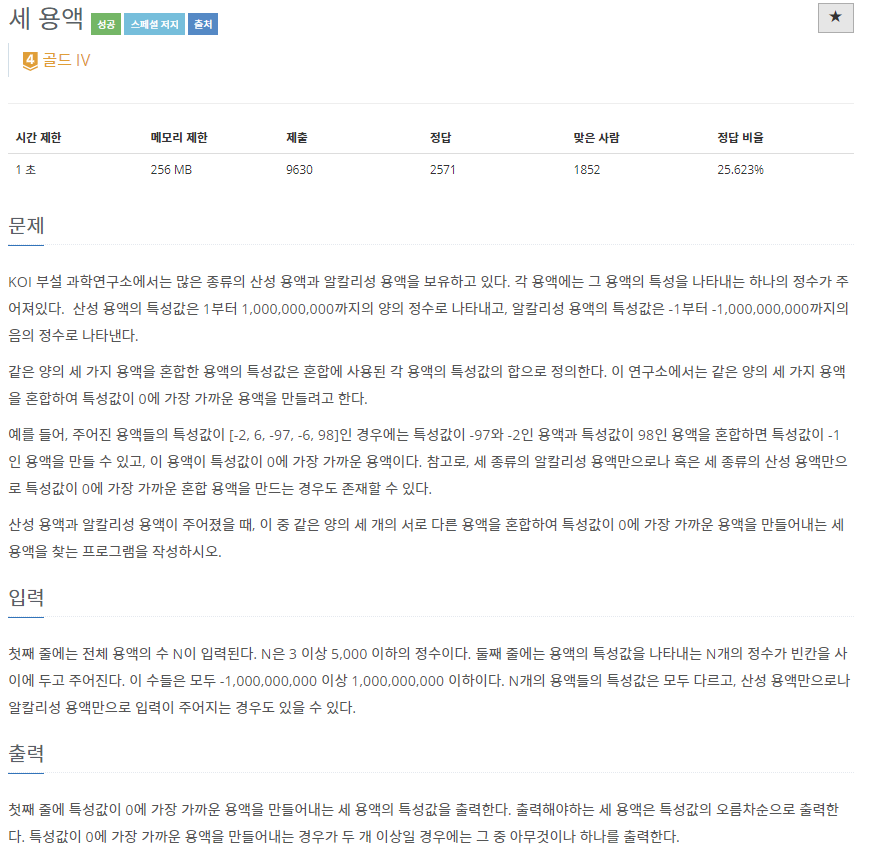 세 용액 성공 스페셜 저지 출처
4 골드 IV
시간 제한 메모리 제한 제출 정답 맞은 사람 정답 비율
1 초 256 MB 9630 2571 1852 25.623%
문제
KOI 부설 과학연구소에서는 많은 종류의 산성 용액과 알칼리성 용액을 보유하고 있다. 각 용액에는 그 용액의 특성을 나타내는 하나의 정수가 주
어져있다. 산성 용액의 특성값은 1부터 1,000,000,000까지의 양의 정수로 나타내고, 알칼리성 용액의 특성값은 -1부터 -1,000,000,000까지의
음의 정수로 나타낸다.
같은 양의 세 가지 용액을 혼합한 용액의 특성값은 혼합에 사용된 각 용액의 특성값의 합으로 정의한다. 이 연구소에서는 같은 양의 세 가지 용액
을 혼합하여 특성값이 0에 가장 가까운 용액을 만들려고 한다.
예를 들어, 주어진 용액들의 특성값이 [-2, 6, -97, -6, 98]인 경우에는 특성값이 -97와 -2인 용액과 특성값이 98인 용액을 혼합하면 특성값이 -1
인 용액을 만들 수 있고, 이 용액이 특성값이 0에 가장 가까운 용액이다. 참고로, 세 종류의 알칼리성 용액만으로나 혹은 세 종류의 산성 용액만으
로 특성값이 0에 가장 가까운 혼합 용액을 만드는 경우도 존재할 수 있다.
산성 용액과 알칼리성 용액이 주어졌을 때, 이 중 같은 양의 세 개의 서로 다른 용액을 혼합하여 특성값이 0에 가장 가까운 용액을 만들어내는 세
용액을 찾는 프로그램을 작성하시오.
입력
첫째 줄에는 전체 용액의 수 N이 입력된다. N은 3 이상 5,000 이하의 정수이다. 둘째 줄에는 용액의 특성값을 나타내는 N개의 정수가 빈칸을 사
이에 두고 주어진다. 이 수들은 모두 -1,000,000,000 이상 1,000,000,000 이하이다. N개의 용액들의 특성값은 모두 다르고, 산성 용액만으로나
알칼리성 용액만으로 입력이 주어지는 경우도 있을 수 있다.
출력
첫째 줄에 특성값이 0에 가장 가까운 용액을 만들어내는 세 용액의 특성값을 출력한다. 출력해야하는 세 용액은 특성값의 오름차순으로 출력한
다. 특성값이 0에 가장 가까운 용액을 만들어내는 경우가 두 개 이상일 경우에는 그 중 아무것이나 하나를 출력한다.